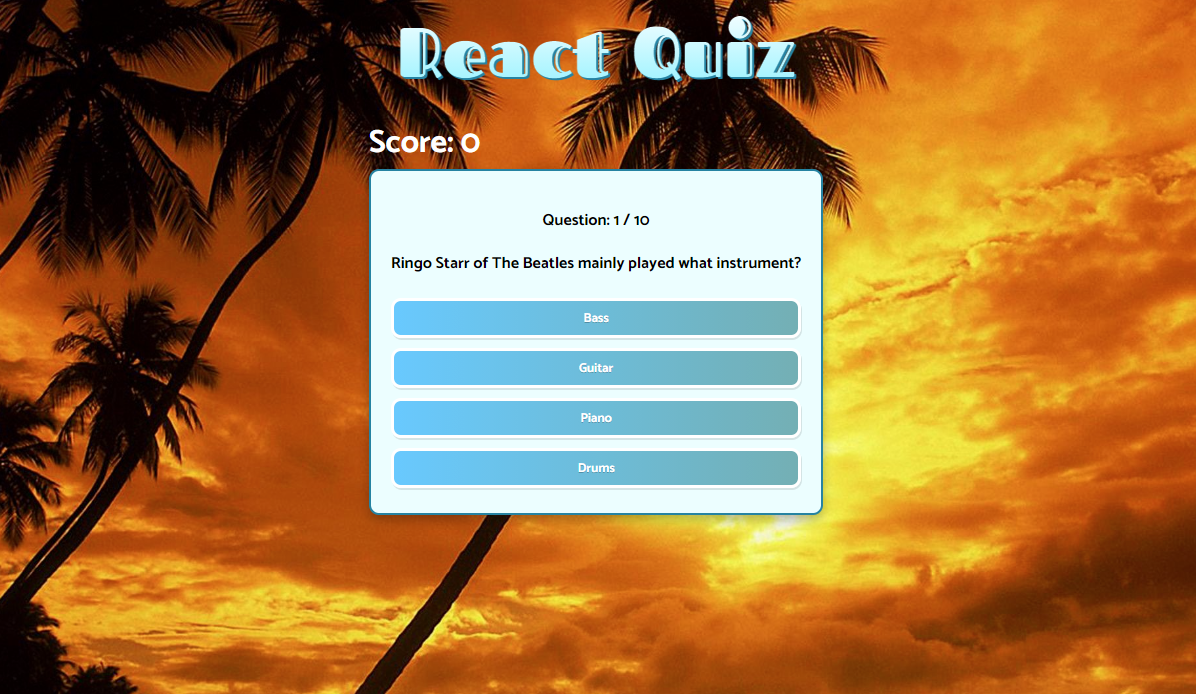 React Quiz
Score: 0
Question: 1 / 10
Ringo Starr of The Beatles mainly played what instrument?
Bass
Guitar
Piano
Drums